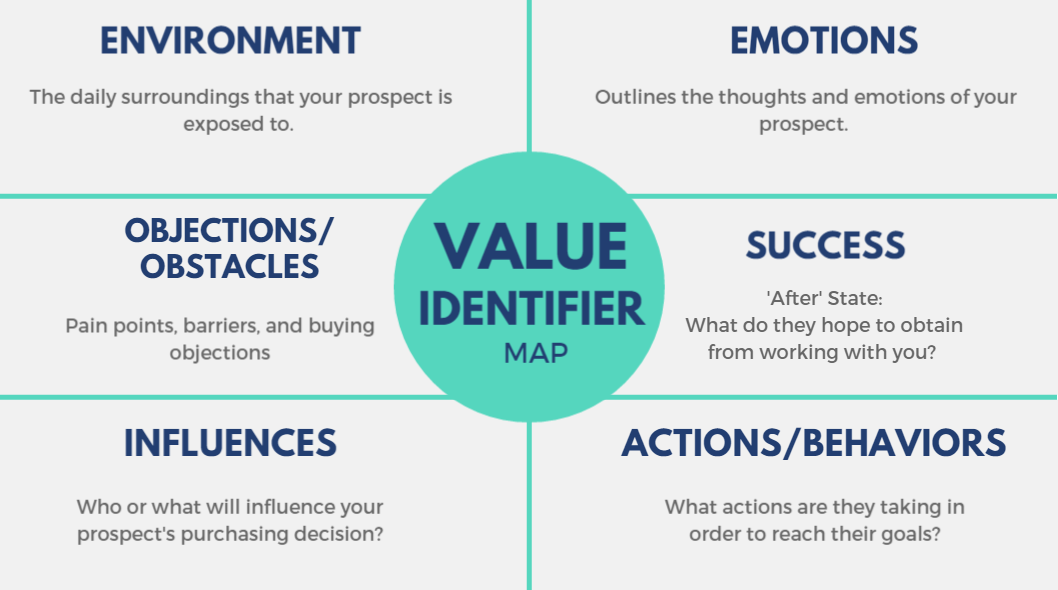 ENVIRONMENT
The daily surroundings that your prospect is
exposed to.
EMOTIONS
Outlines the thoughts and emotions of your
prospect.
OBJECTIONS/
OBSTACLES
Pain points, barriers, and buying
objections
VALUE
IDENTIFIER
MAP
SUCCESS
'After' State:
What do they hope to obtain
from working with you?
INFLUENCES
Who or what will influence your
prospect's purchasing decision?
ACTIONS/BEHAVIORS
What actions are they taking in
order to reach their goals?